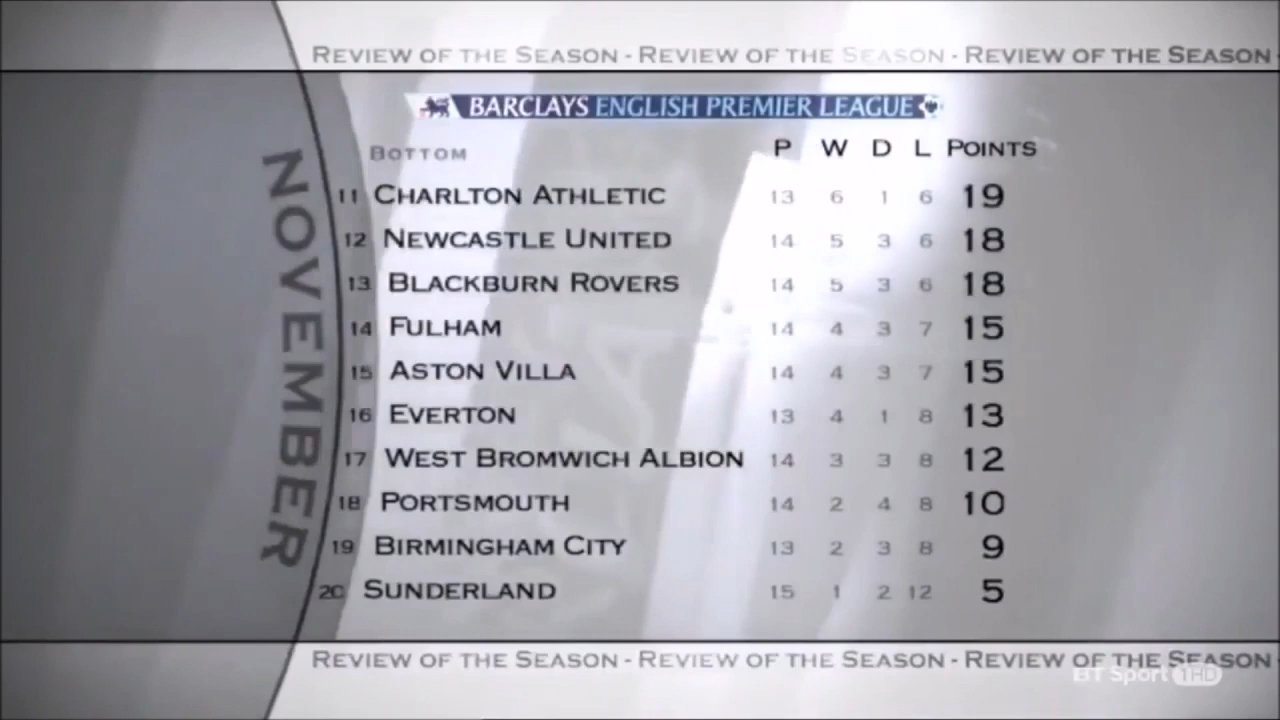 REVIEW OF THE SEASON - REVIEW OF THE SEASON - REVIEW OF THE SEASON
BARCLAYS ENGLISH PREMIER LEAGUE
BOTTOM P W D L POINTS
NOVEMBER
11 CHARLTON ATHLETIC 13 6 1 6 19
12 NEWCASTLE UNITED 14 5 3 6 18
13 BLACKBURN ROVERS 14 5 3 6 18
14 FULHAM 14 4 3 7 15
15 ASTON VILLA 14 4 3 7 15
16 EVERTON 13 4 1 8 13
17 WEST BROMWICH ALBION 14 3 3 8 12
18 PORTSMOUTH 14 2 4 8 10
19 BIRMINGHAM CITY 13 2 3 8 9
20 SUNDERLAND 15 1 2 12 5
REVIEW OF THE SEASON - REVIEW OF THE SEASON - REVIEW OF THE SEASON
BT Sport 1HD